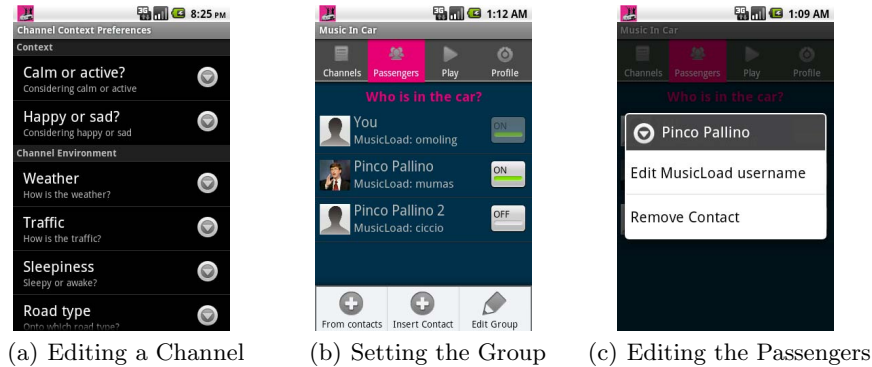 3G
8:25 PM
Channel Context Preferences
Context
Calm or active?
Considering calm or active
Happy or sad?
Considering happy or sad
Channel Environment
Weather
How is the weather?
Traffic
How is the traffic?
Sleepiness
Sleepy or awake?
Road type
Onto which road type?
(a) Editing a Channel
3G
1:12 AM
Music In Car
Channels Passengers Play Profile
Who is in the car?
You
MusicLoad: omoling
ON
Pinco Pallino
MusicLoad: mumas
ON
Pinco Pallino 2
MusicLoad: ciccio
OFF
From contacts Insert Contact Edit Group
(b) Setting the Group
3G
1:09 AM
Music In Car
Channels Passengers Play Profile
Who is in the car?
Pinco Pallino
Edit MusicLoad username
Remove Contact
(c) Editing the Passengers